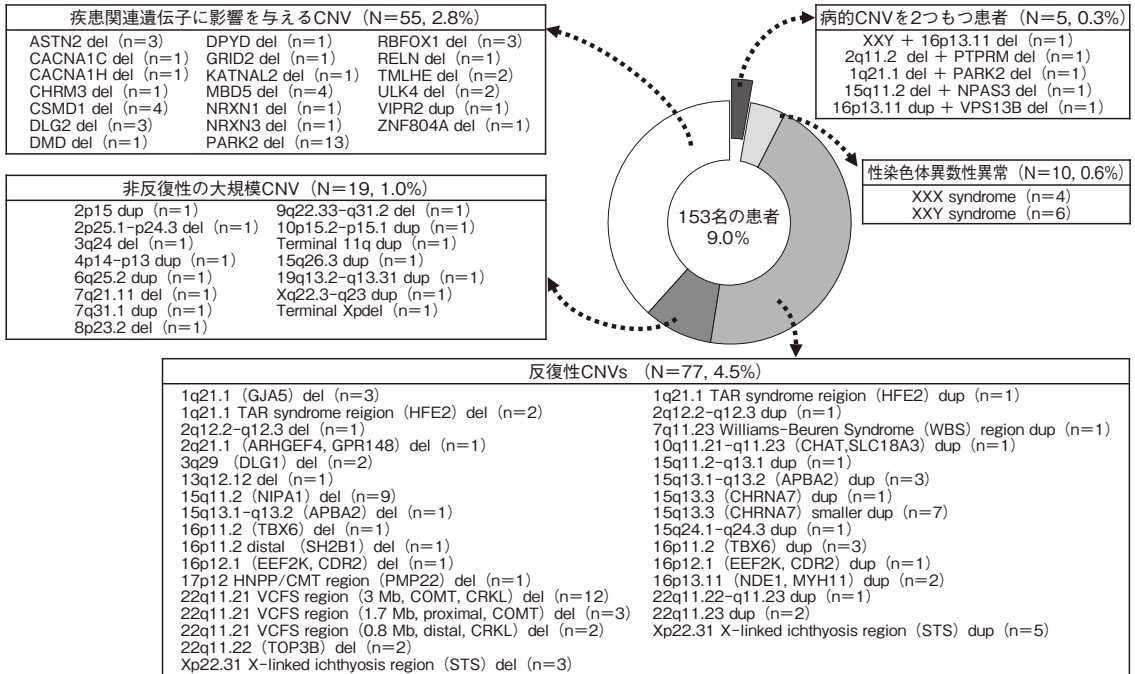 疾患関連遺伝子に影響を与えるCNV（N＝55, 2.8%）
ASTN2 del（n＝3）
CACNA1C del（n＝1）
CACNA1H del（n＝1）
CHRM3 del（n＝1）
CSMD1 del（n＝4）
DLG2 del（n＝3）
DMD del（n＝1）
DPYD del（n＝1）
GRID2 del（n＝1）
KATNAL2 del（n＝1）
MBD5 del（n＝4）
NRXN1 del（n＝1）
NRXN3 del（n＝1）
PARK2 del（n＝13）
RBFOX1 del（n＝3）
RELN del（n＝1）
TMLHE del（n＝2）
ULK4 del（n＝2）
VIPR2 dup（n＝1）
ZNF804A del（n＝1）
病的CNVを2つもつ患者（N＝5, 0.3%）
XXY ＋ 16p13.11 del（n＝1）
2q11.2 del＋PTPRM del（n＝1）
1q21.1 del＋PARK2 del（n＝1）
15q11.2 del＋NPAS3 del（n＝1）
16p13.11 dup＋VPS13B del（n＝1）
性染色体異数性異常（N＝10, 0.6%）
XXX syndrome（n＝4）
XXY syndrome（n＝6）
153名の患者
9.0%
非反復性の大規模CNV（N＝19, 1.0%）
2p15 dup（n＝1）
2p25.1−p24.3 del（n＝1）
3q24 del（n＝1）
4p14−p13 dup（n＝1）
6q25.2 dup（n＝1）
7q21.11 del（n＝1）
7q31.1 dup（n＝1）
8p23.2 del（n＝1）
9q22.33−q31.2 del（n＝1）
10p15.2−p15.1 dup（n＝1）
Terminal 11q dup（n＝1）
15q26.3 dup（n＝1）
19q13.2−q13.31 dup（n＝1）
Xq22.3−q23 dup（n＝1）
Terminal Xpdel（n＝1）
反復性CNVs （N＝77, 4.5%）
1q21.1（GJA5）del（n＝3）
1q21.1 TAR syndrome reigion（HFE2）del（n＝2）
2q12.2−q12.3 del（n＝1）
2q21.1（ARHGEF4, GPR148）del（n＝1）
3q29 （DLG1）del（n＝2）
13q12.12 del（n＝1）
15q11.2（NIPA1）del（n＝9）
15q13.1−q13.2（APBA2）del（n＝1）
16p11.2（TBX6）del（n＝1）
16p11.2 distal （SH2B1）del（n＝1）
16p12.1（EEF2K, CDR2）del（n＝1）
17p12 HNPP/CMT region（PMP22）del（n＝1）
22q11.21 VCFS region（3 Mb, COMT, CRKL）del（n＝12）
22q11.21 VCFS region（1.7 Mb, proximal, COMT）del（n＝3）
22q11.21 VCFS region（0.8 Mb, distal, CRKL）del（n＝2）
22q11.22（TOP3B）del（n＝2）
Xp22.31 X−linked ichthyosis region（STS）del（n＝3）
1q21.1 TAR syndrome region（HFE2）dup（n＝1）
2q12.2−q12.3 dup（n＝1）
7q11.23 Williams−Beuren Syndrome（WBS）region dup（n＝1）
10q11.21−q11.23（CHAT,SLC18A3）dup（n＝1）
15q11.2−q13.1 dup（n＝1）
15q13.1−q13.2（APBA2）dup（n＝3）
15q13.3（CHRNA7）dup（n＝1）
15q13.3（CHRNA7）smaller dup（n＝7）
15q24.1−q24.3 dup（n＝1）
16p11.2（TBX6）dup（n＝3）
16p12.1（EEF2K, CDR2）dup（n＝1）
16p13.11（NDE1, MYH11）dup（n＝2）
22q11.22−q11.23 dup（n＝1）
22q11.23 dup（n＝2）
Xp22.31 X−linked ichthyosis region（STS）dup（n＝5）